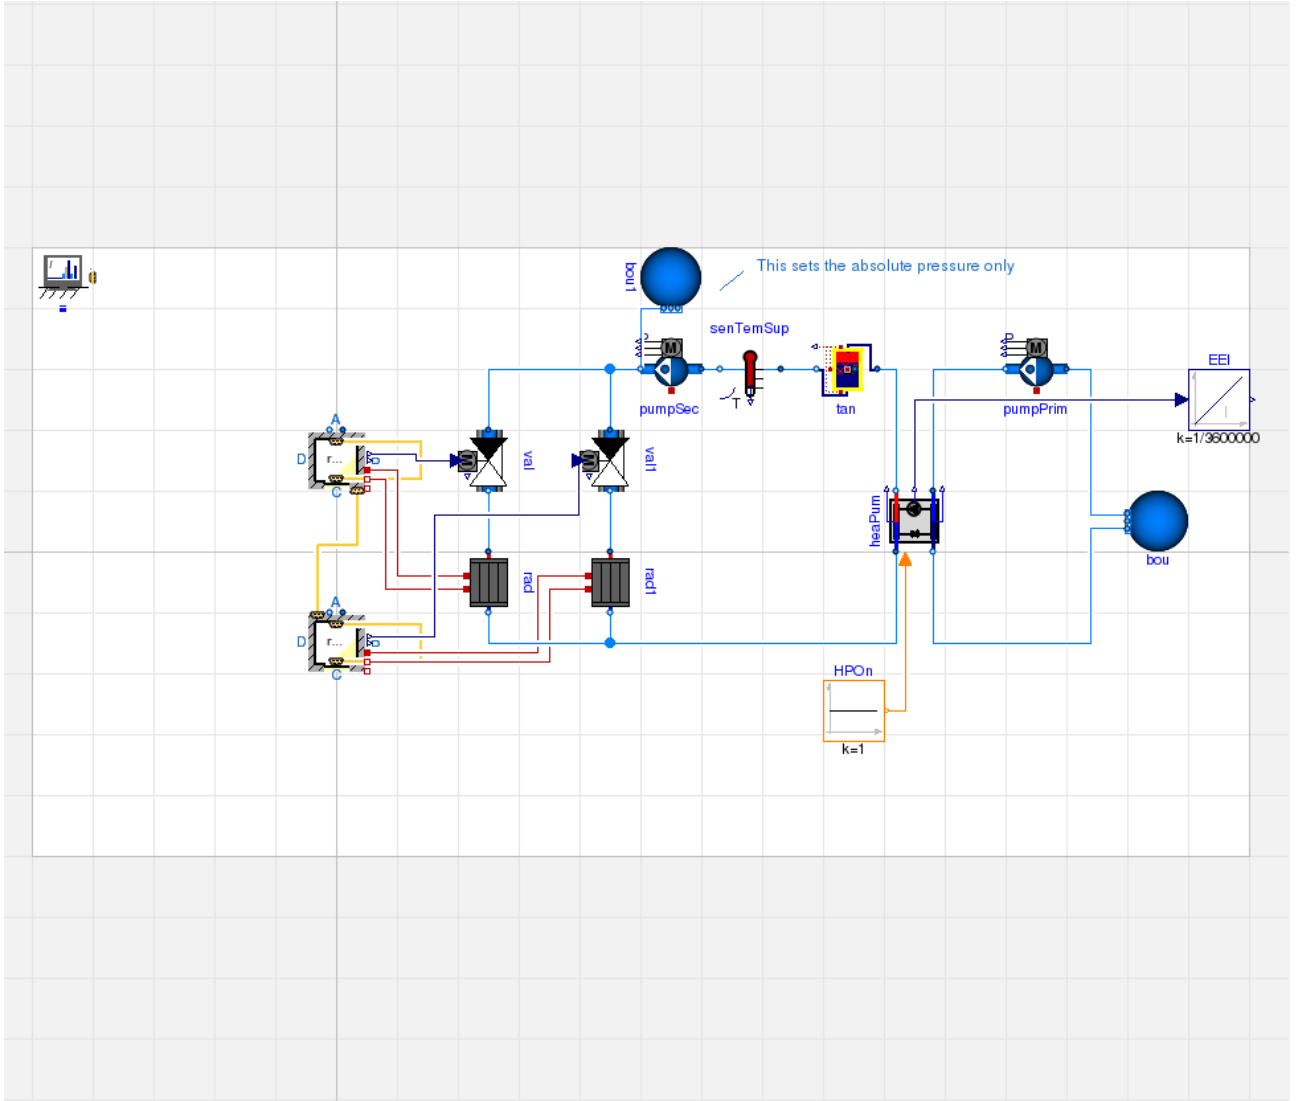 This sets the absolute pressure only
bou1
senTemSup
P
M
P
M
EEI
T
pumpSec
tan
pumpPrim
k=1/3600000
A
D
r...
C
M
val
M
val1
heaPum
bou
rad
rad1
A
D
r...
C
HPOn
k=1